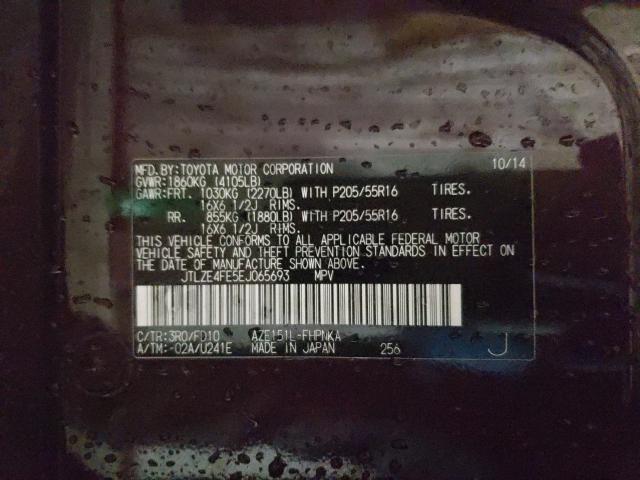 MFD.BY:TOYOTA MOTOR CORPORATION 10/14
GVWR:1860KG (4105LB)
GAWR:FRT. 1030KG (2270LB) WITH P205/55R16 TIRES.
16X6 1/2J RIMS.
RR. 855KG (1880LB) WITH P205/55R16 TIRES.
16X6 1/2J RIMS.
THIS VEHICLE CONFORMS TO ALL APPLICABLE FEDERAL MOTOR
VEHICLE SAFETY AND THEFT PREVENTION STANDARDS IN EFFECT ON
THE DATE OF MANUFACTURE SHOWN ABOVE.
JTLZE4FE5EJ065693 MPV
C/TR:3R0/FD10 AZE151L-FHPNKA
A/TM:-02A/U241E MADE IN JAPAN 256 J